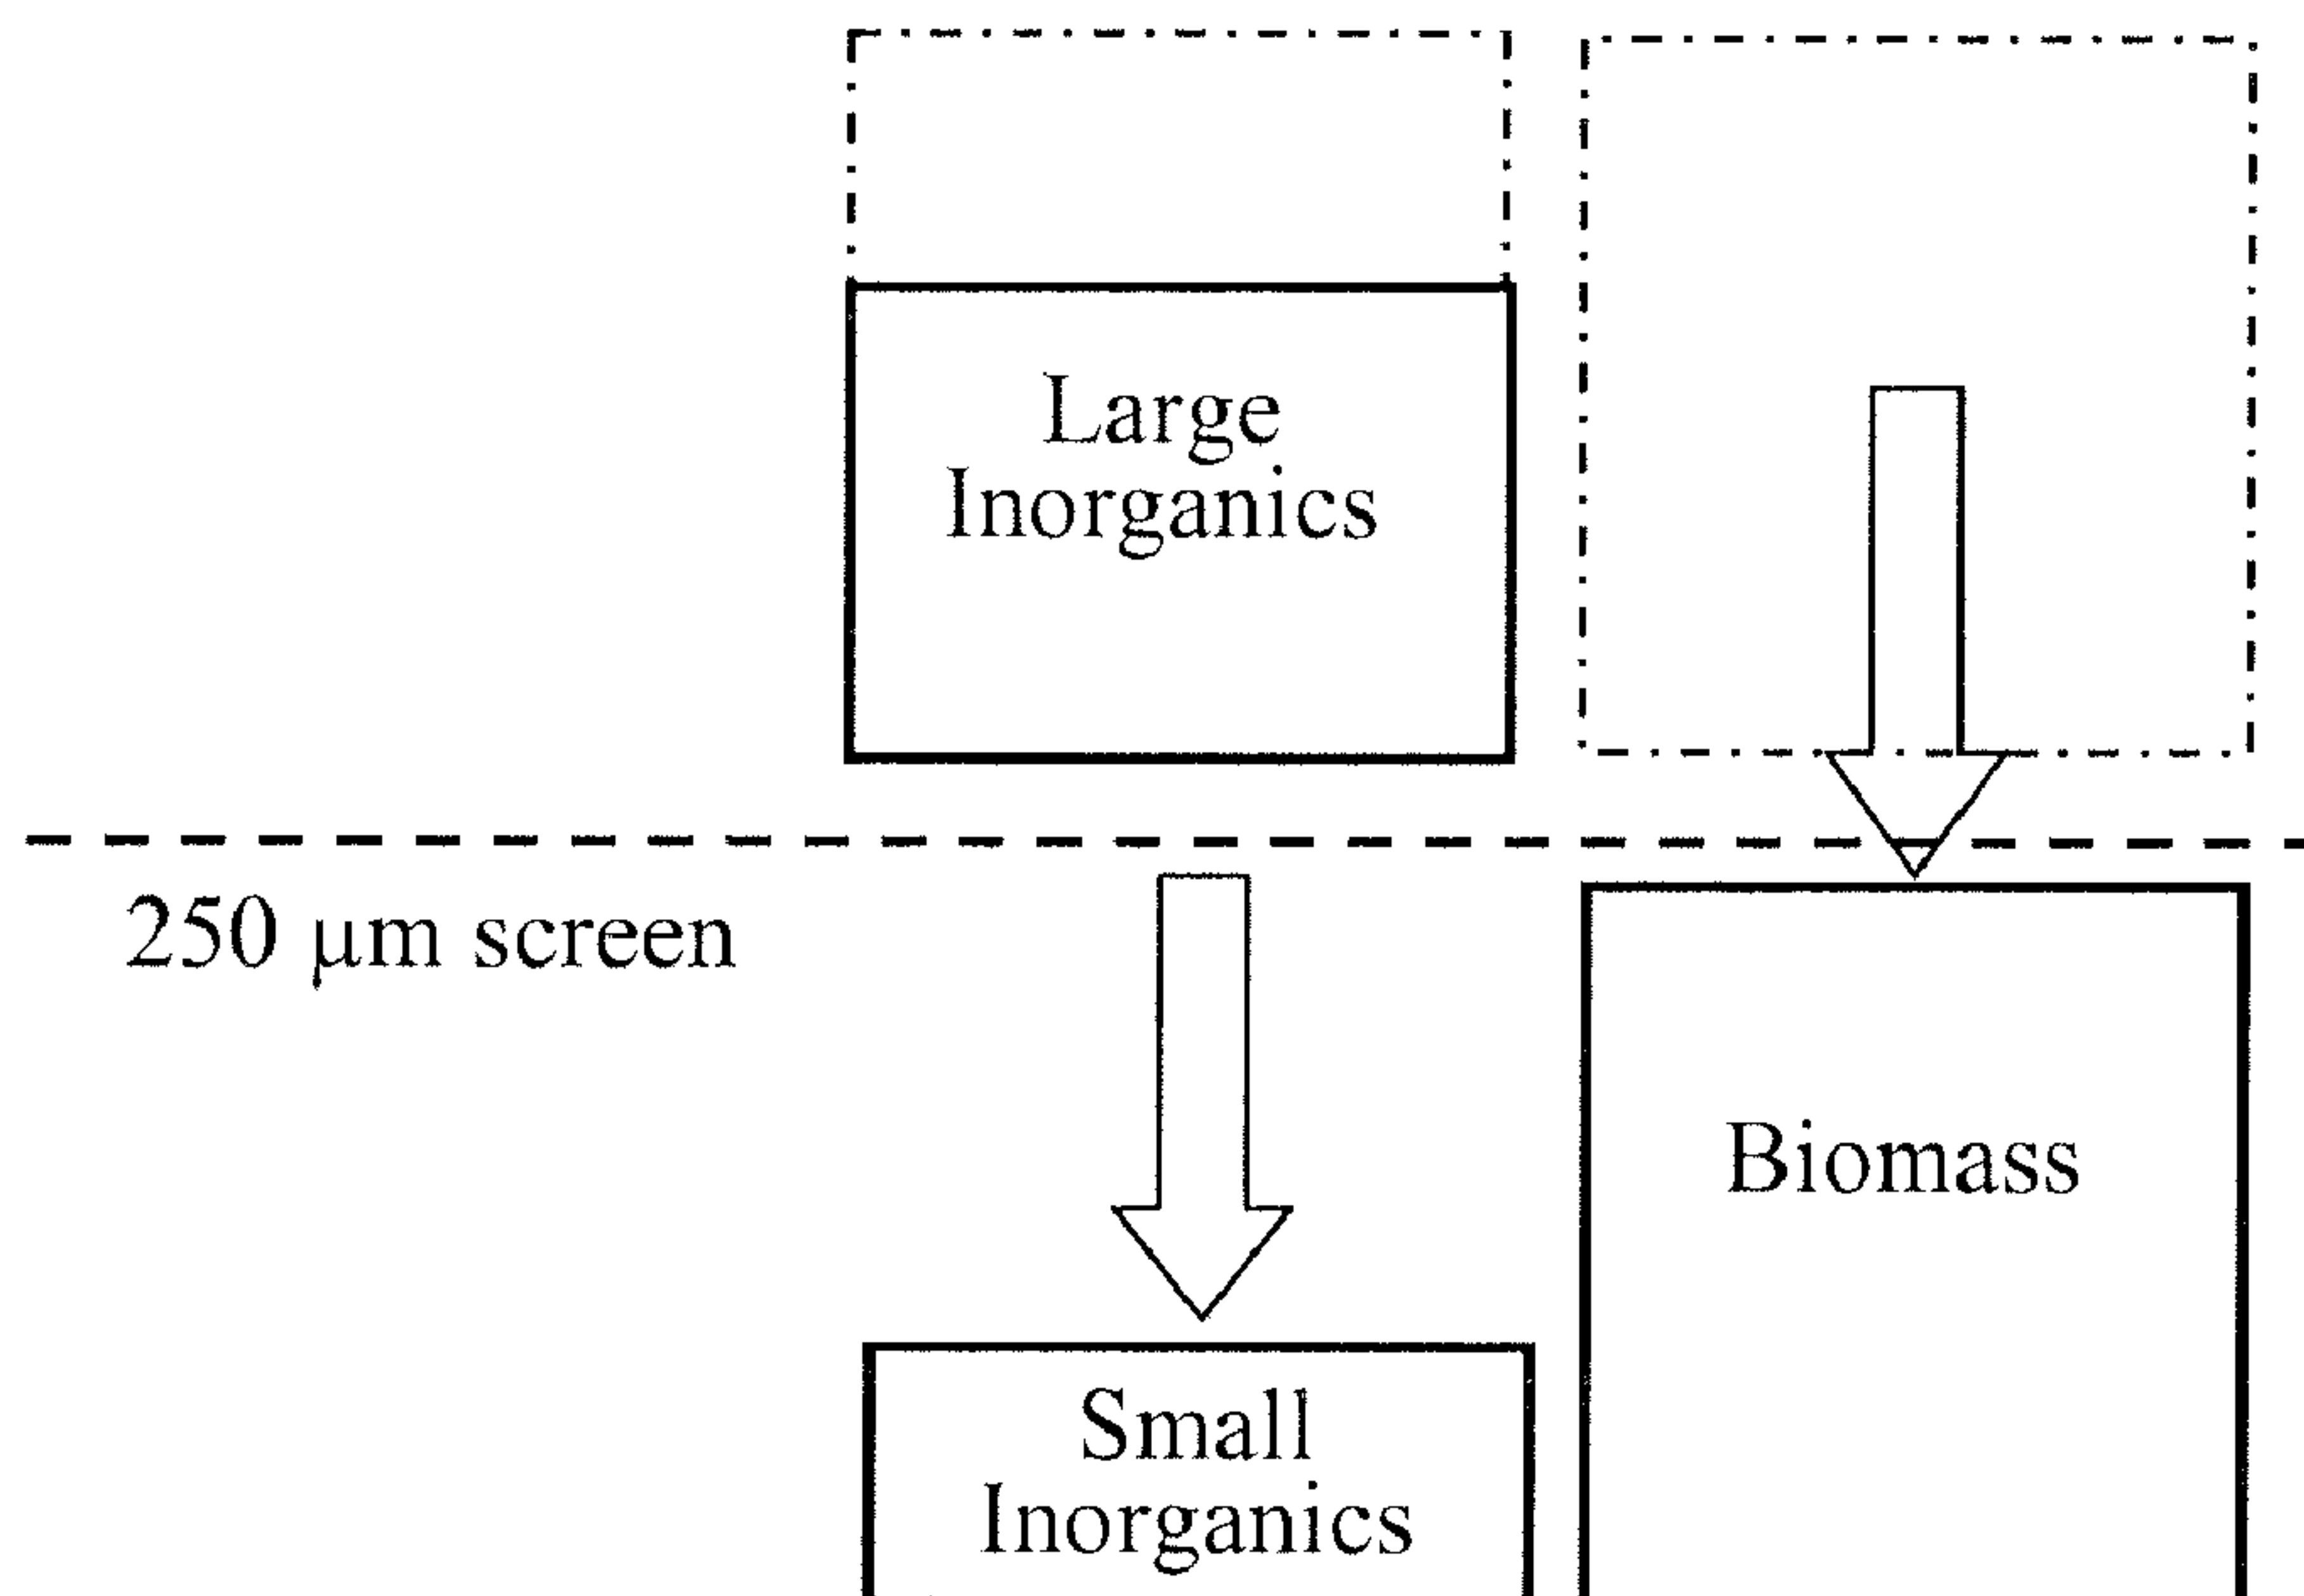 Large
Inorganics
250 μm screen
Biomass
Small
Inorganics